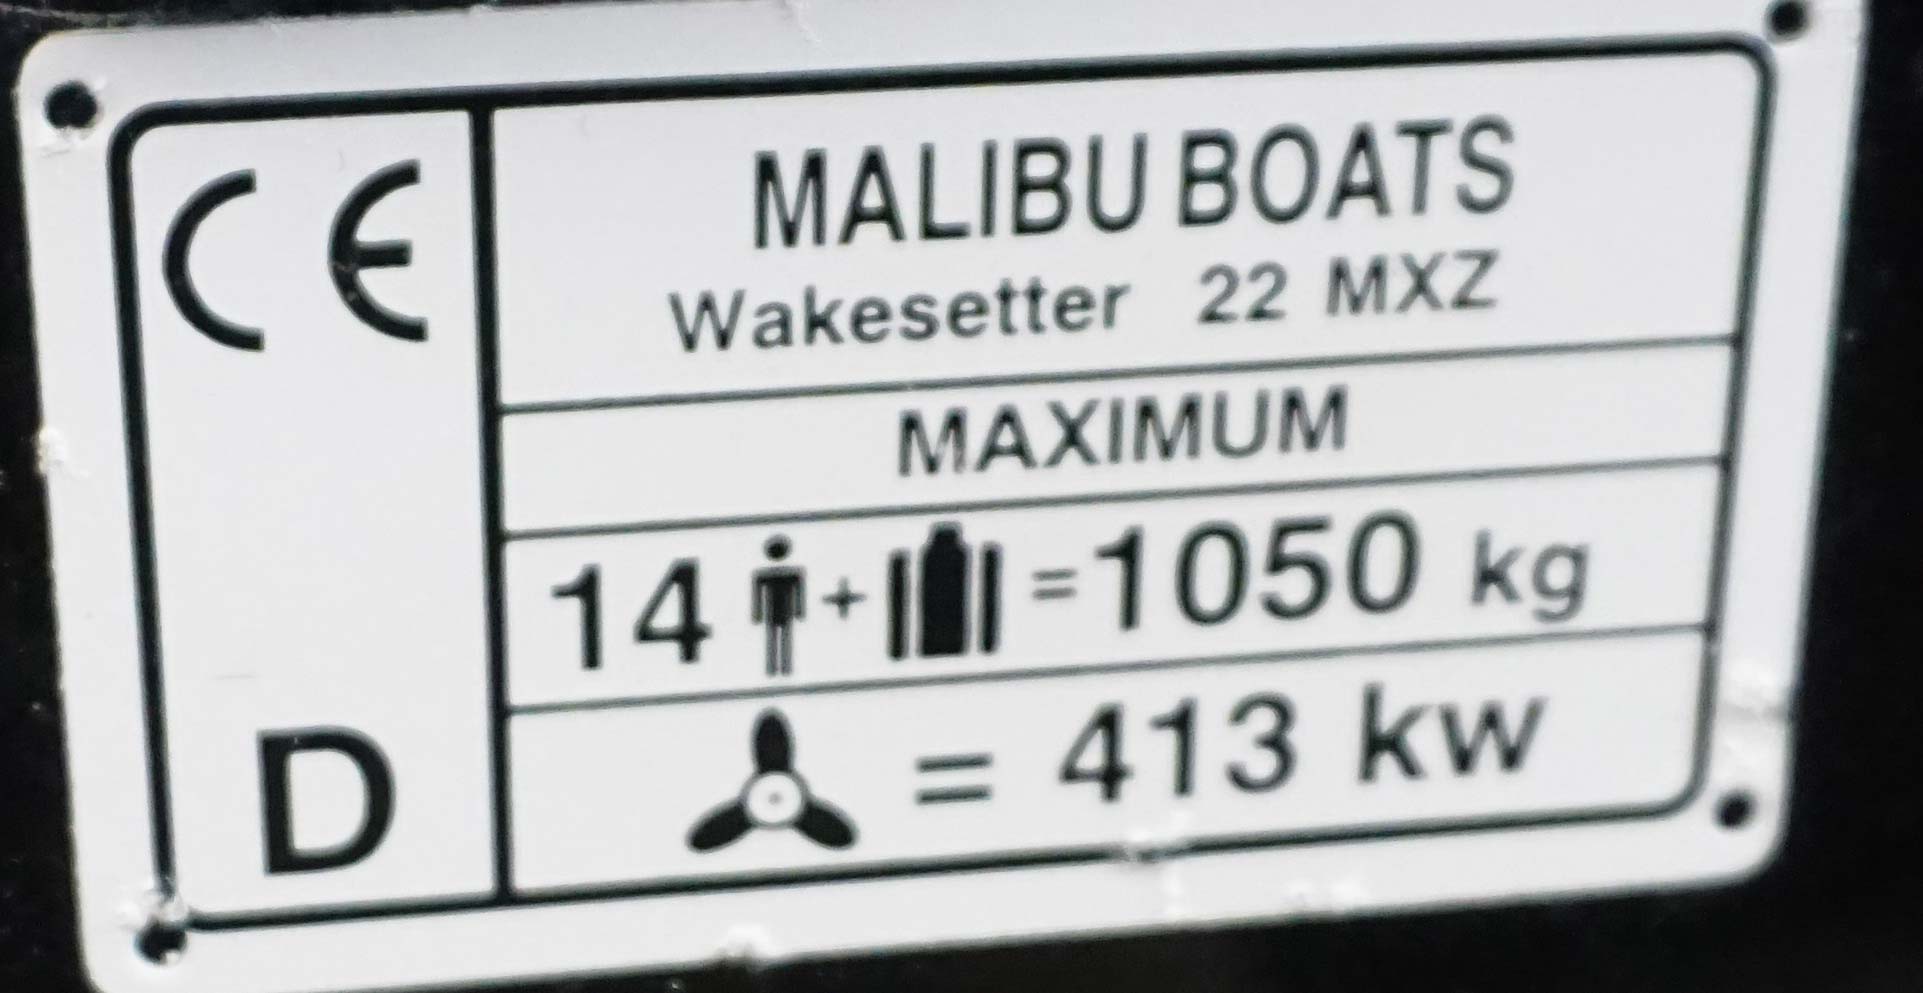 CE
MALIBU BOATS
Wakesetter 22 MXZ
MAXIMUM
14 + = 1050 kg
D
= 413 kw